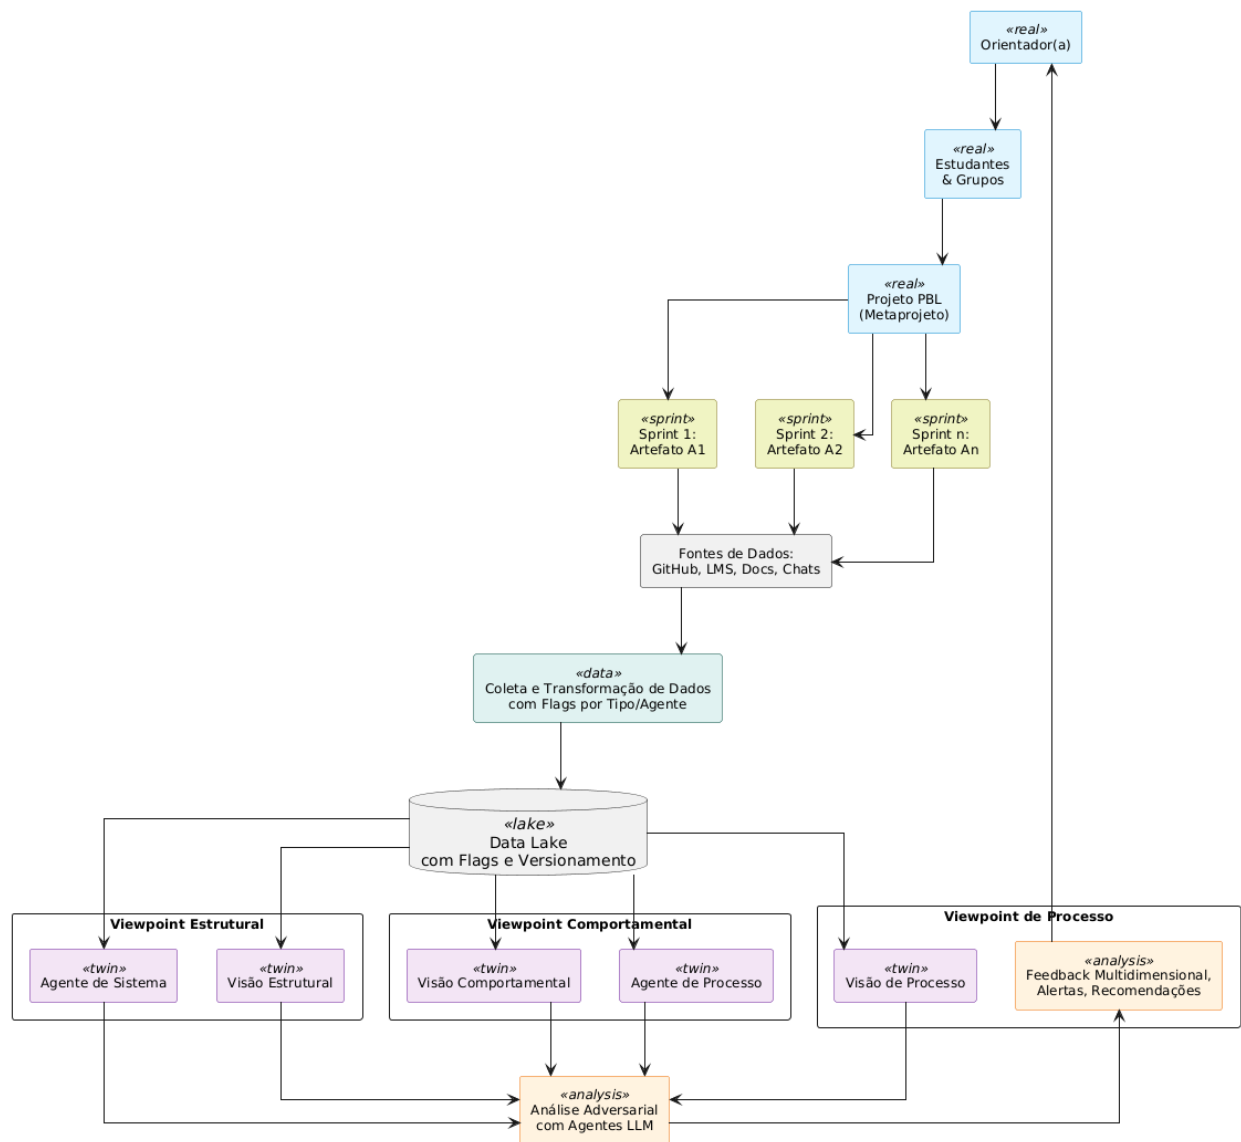 «real»
Orientador(a)
«real»
Estudantes
& Grupos
«real»
Projeto PBL
(Metaprojeto)
«sprint»
Sprint 1:
Artefato A1
«sprint»
Sprint 2:
Artefato A2
«sprint»
Sprint n:
Artefato An
Fontes de Dados:
GitHub, LMS, Docs, Chats
«data»
Coleta e Transformação de Dados
com Flags por Tipo/Agente
«lake»
Data Lake
com Flags e Versionamento
Viewpoint Estrutural
«twin»
Agente de Sistema
«twin»
Visão Estrutural
Viewpoint Comportamental
«twin»
Visão Comportamental
«twin»
Agente de Processo
Viewpoint de Processo
«twin»
Visão de Processo
«analysis»
Feedback Multidimensional,
Alertas, Recomendações
«analysis»
Análise Adversarial
com Agentes LLM